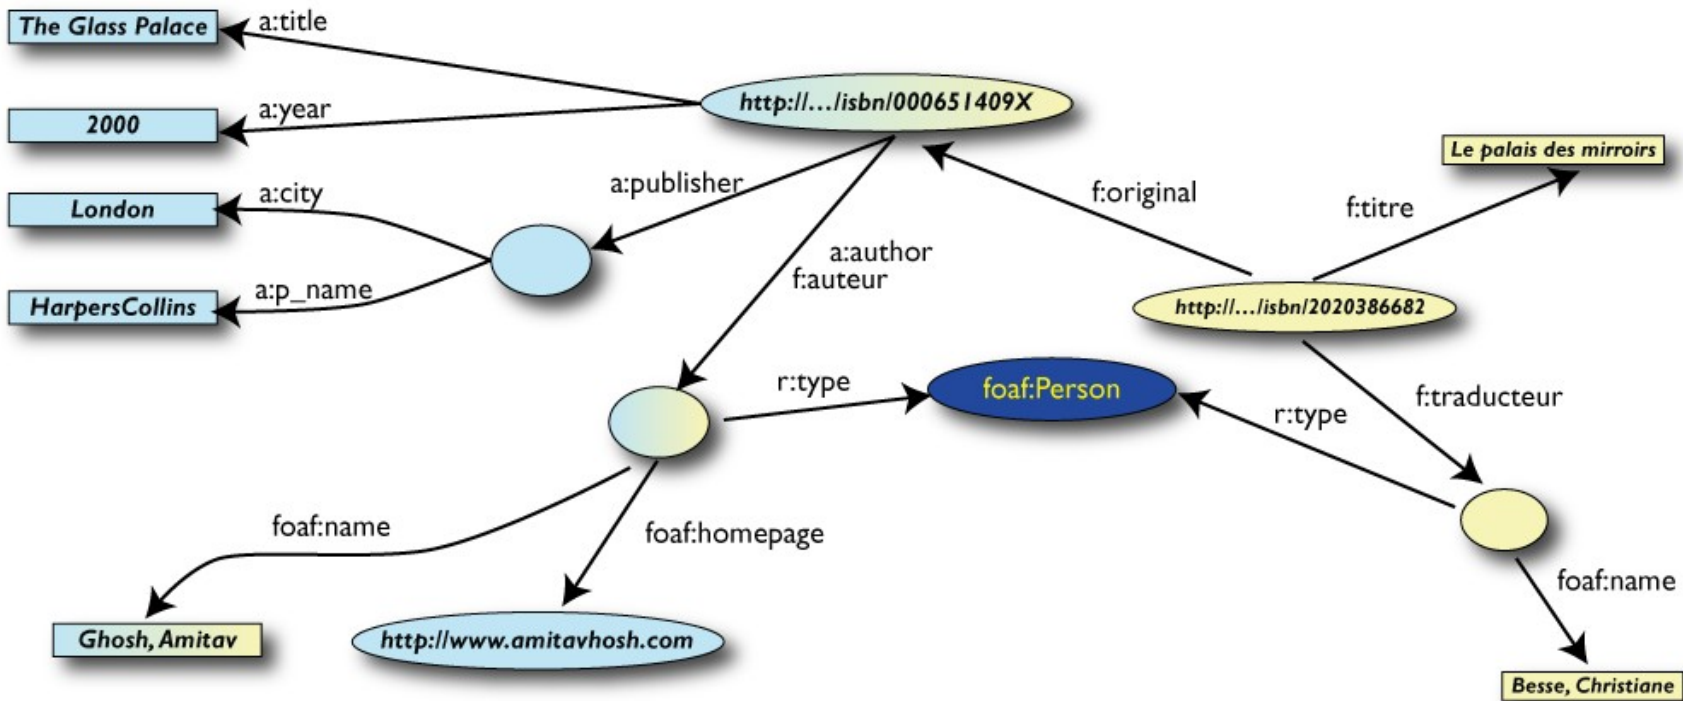 The Glass Palace
a:title
http://…/isbn/000651409X
2000
a:year
Le palais des mirroirs
London
a:city
a:publisher
f:original
f:titre
a:author
f:auteur
HarpersCollins
a:p_name
http://…/isbn/2020386682
r:type
foaf:Person
r:type
f:traducteur
foaf:name
foaf:homepage
foaf:name
Ghosh, Amitav
http://www.amitavhosh.com
Besse, Christiane